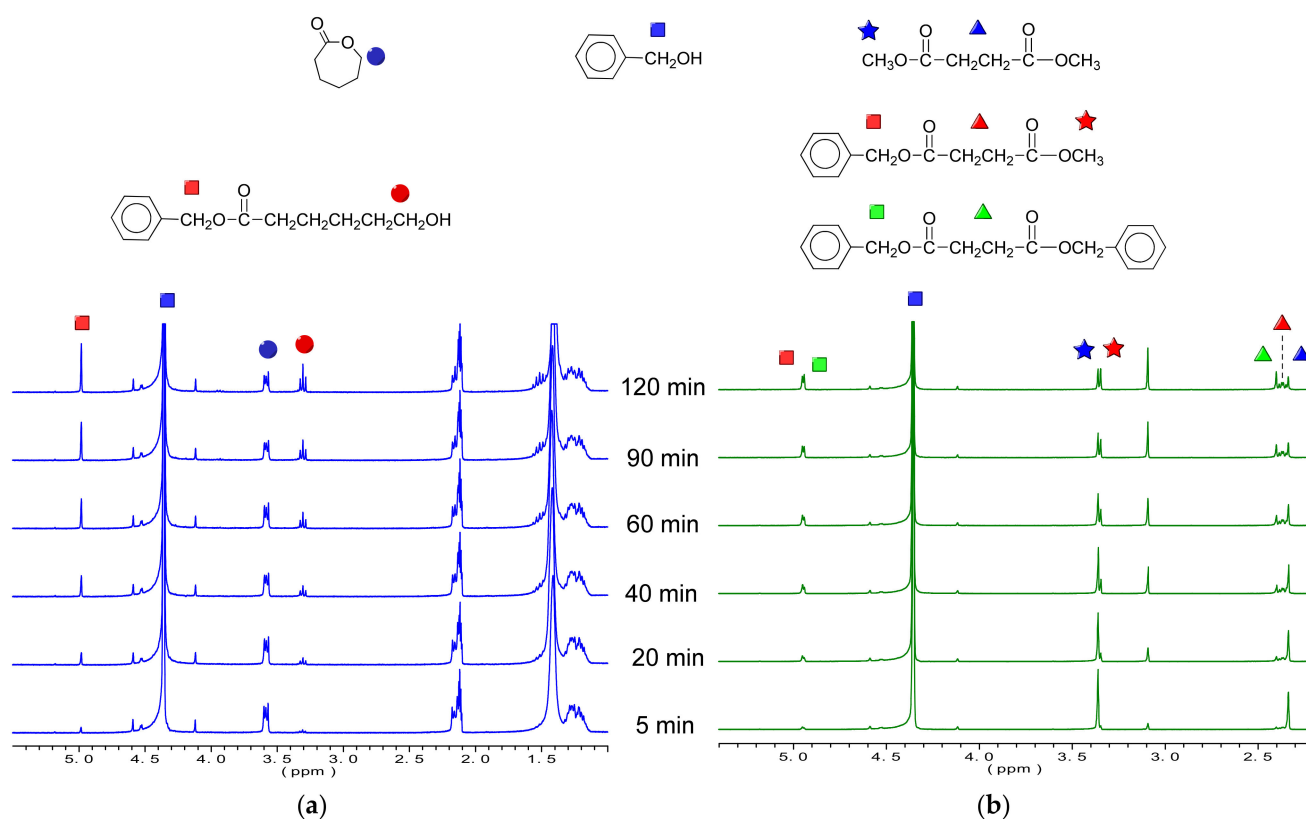 O
O
CH2OH
O O
CH3O C CH2CH2 C OCH3
O O
CH2O C CH2CH2 C OCH3
O
CH2O C CH2CH2CH2CH2CH2OH
O O
CH2O C CH2CH2 C OCH2
120 min
90 min
60 min
40 min
20 min
5 min
5.0 4.5 4.0 3.5 3.0 2.5 2.0 1.5
(ppm)
5.0 4.5 4.0 3.5 3.0 2.5
(ppm)
(a) (b)